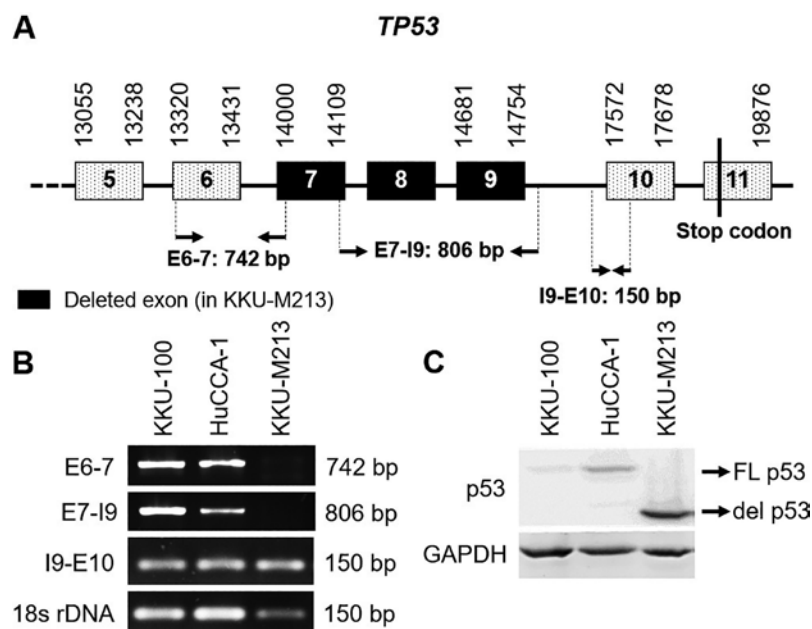 A
TP53
13055 13238 13320 13431 14000 14109 14681 14754 17572 17678 19876
5 6 7 8 9 10 11
Stop codon
E6-7: 742 bp
E7-I9: 806 bp
I9-E10: 150 bp
Deleted exon (in KKU-M213)
B
KKU-100 HuCCA-1 KKU-M213
E6-7 742 bp
E7-I9 806 bp
I9-E10 150 bp
18s rDNA 150 bp
C
KKU-100 HuCCA-1 KKU-M213
p53
FL p53
del p53
GAPDH